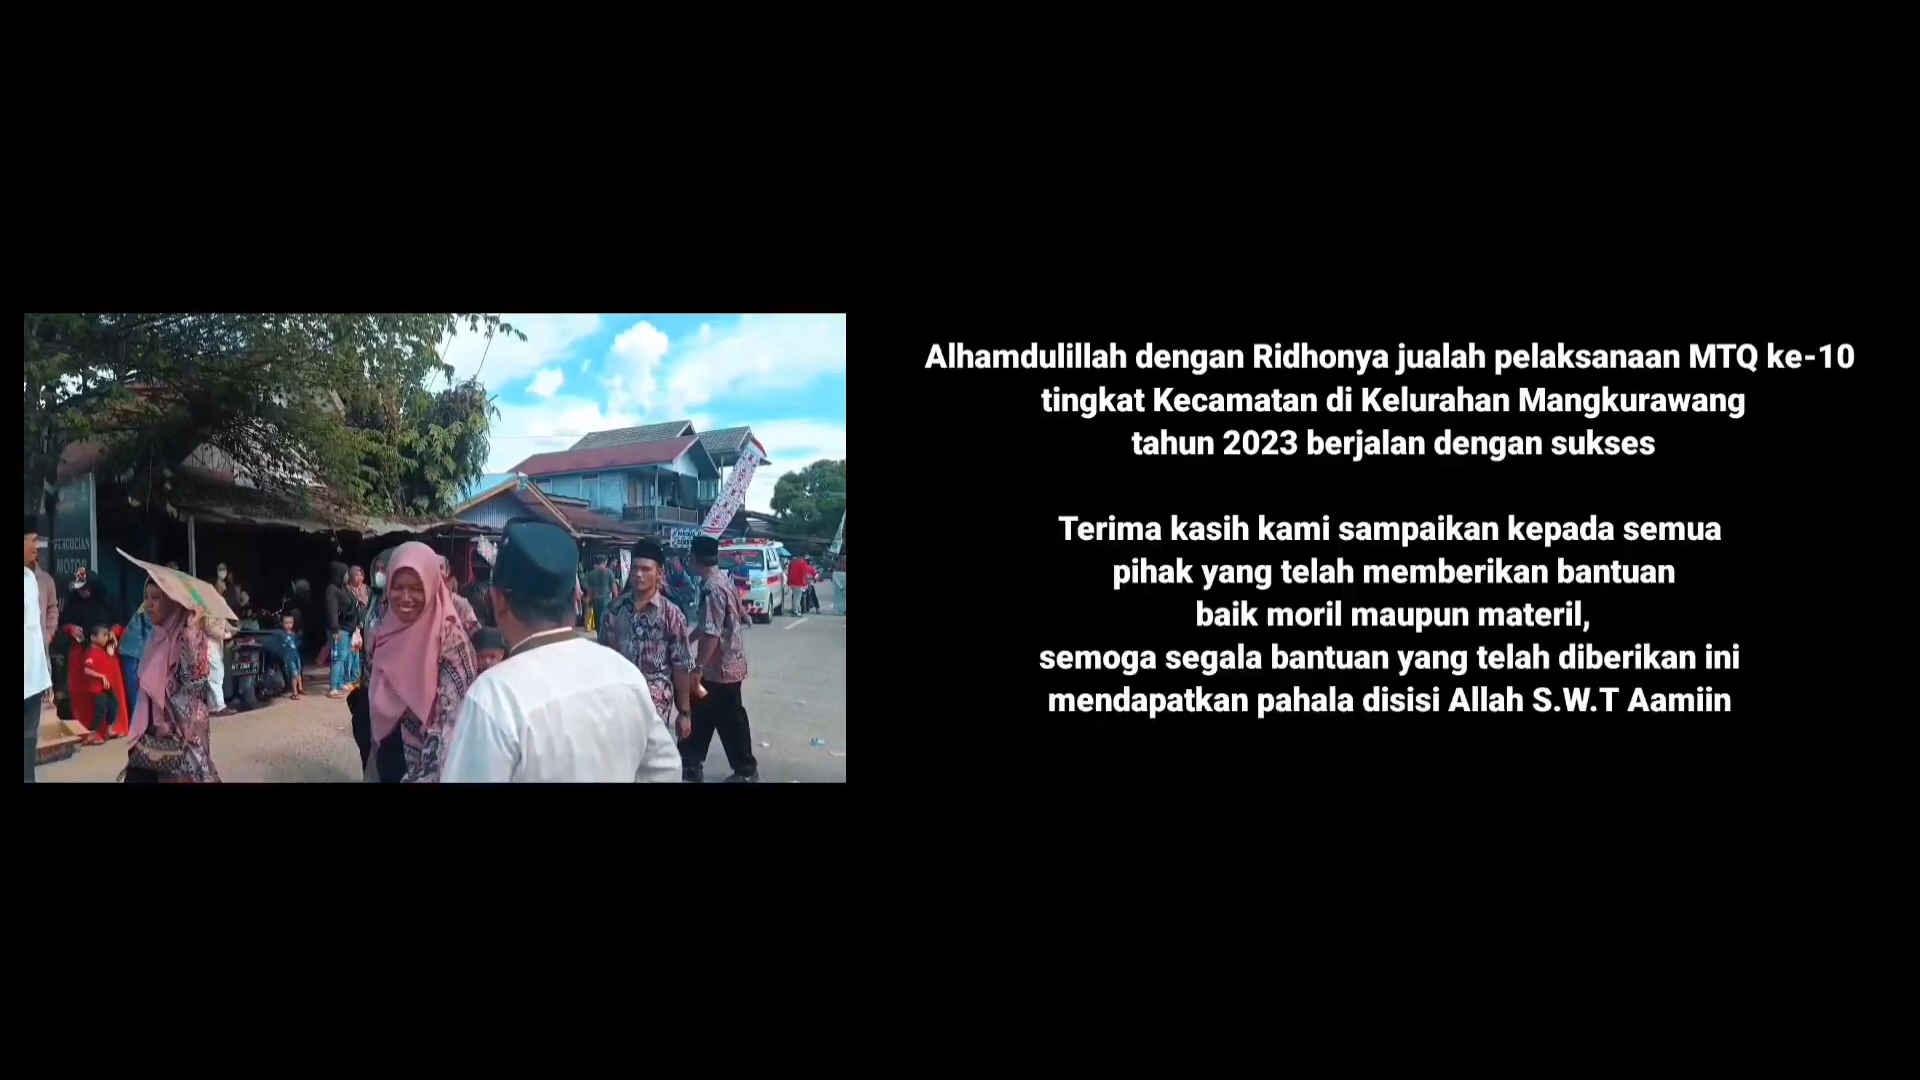 PENCUCIAN
MOTOR
Alhamdulillah dengan Ridhonya jualah pelaksanaan MTQ ke-10
tingkat Kecamatan di Kelurahan Mangkurawang
tahun 2023 berjalan dengan sukses
Terima kasih kami sampaikan kepada semua
pihak yang telah memberikan bantuan
baik moril maupun materil,
semoga segala bantuan yang telah diberikan ini
mendapatkan pahala disisi Allah S.W.T Aamiin